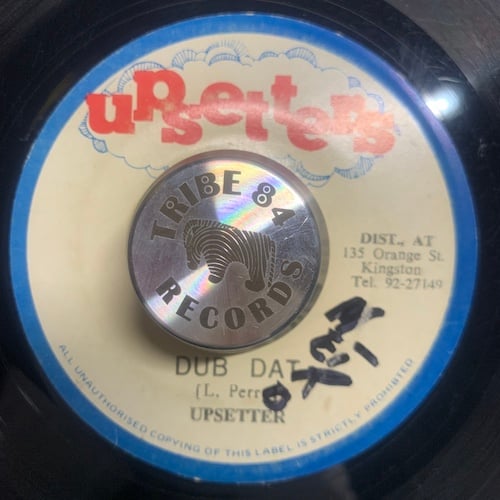 upsetters
TRIBE 84
RECORDS
DIST., AT
135 Orange St.
Kingston
Tel. 92-27149
DUB DAT
(L. Perr
UPSETTER
ALL UNAUTHORISED COPYING OF THIS LABEL IS STRICTLY PROHIBITED